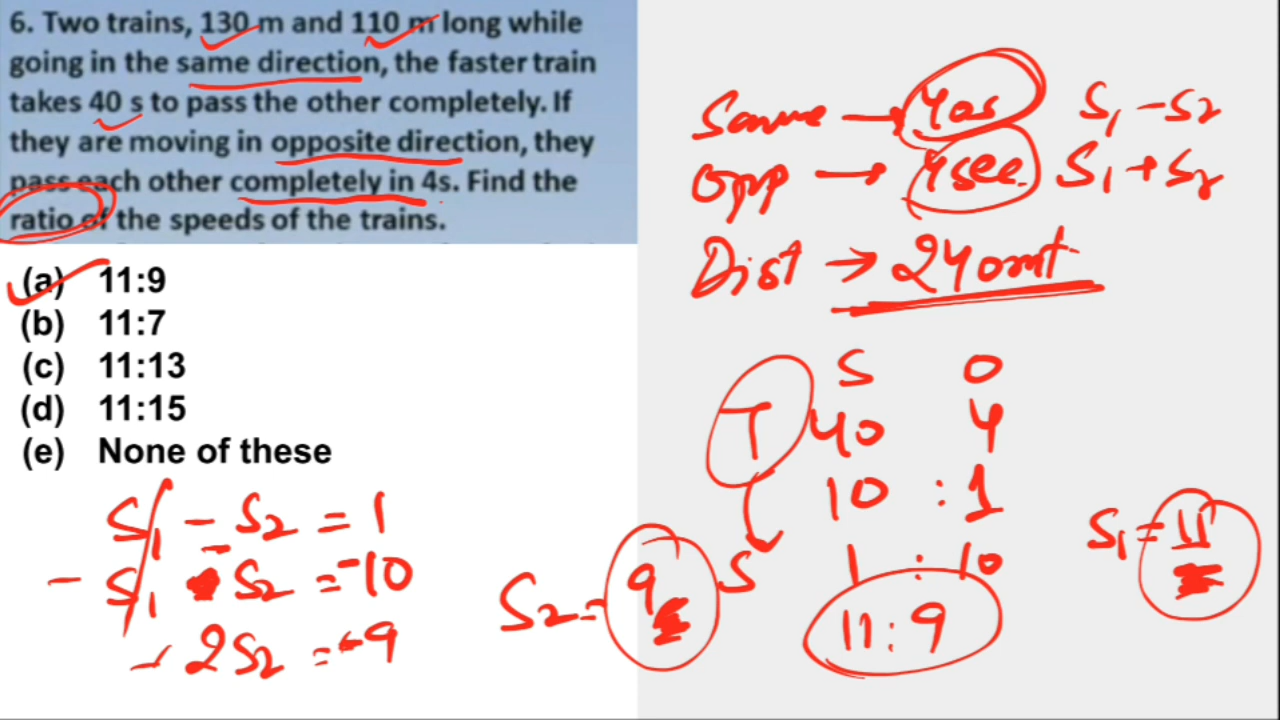 6. Two trains, 130 m and 110 m long while
going in the same direction, the faster train
takes 40 s to pass the other completely. If
they are moving in opposite direction, they
pass each other completely in 4s. Find the
ratio of the speeds of the trains.
(a) 11:9
(b) 11:7
(c) 11:13
(d) 11:15
(e) None of these
S1 - S2 = 1
- S1 S2 = -10
- 2S2 = -9
S2 = 9
Same → 40s S1 - S2
Opp → 4sec. S1 + S2
Dist → 240mt
S O
T 40 4
10 : 1
S 1 : 10
11 : 9
S1 = 11